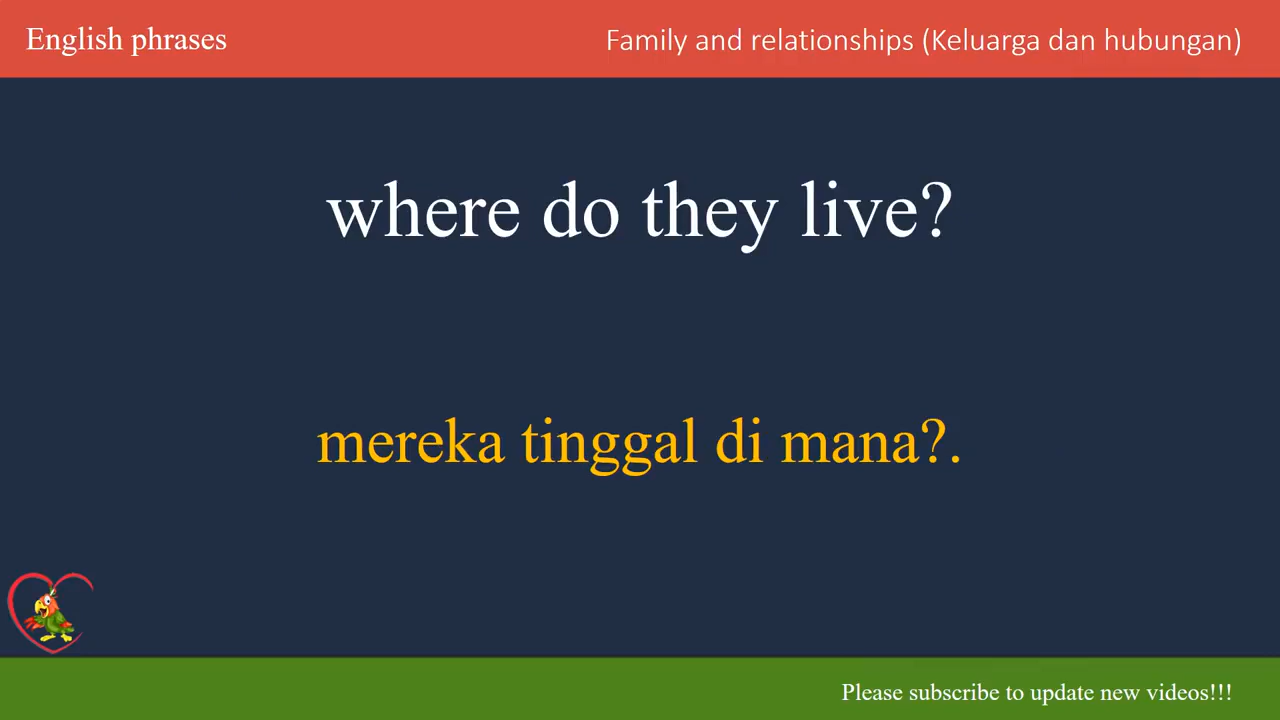 English phrases
Family and relationships (Keluarga dan hubungan)
where do they live?
mereka tinggal di mana?.
Please subscribe to update new videos!!!